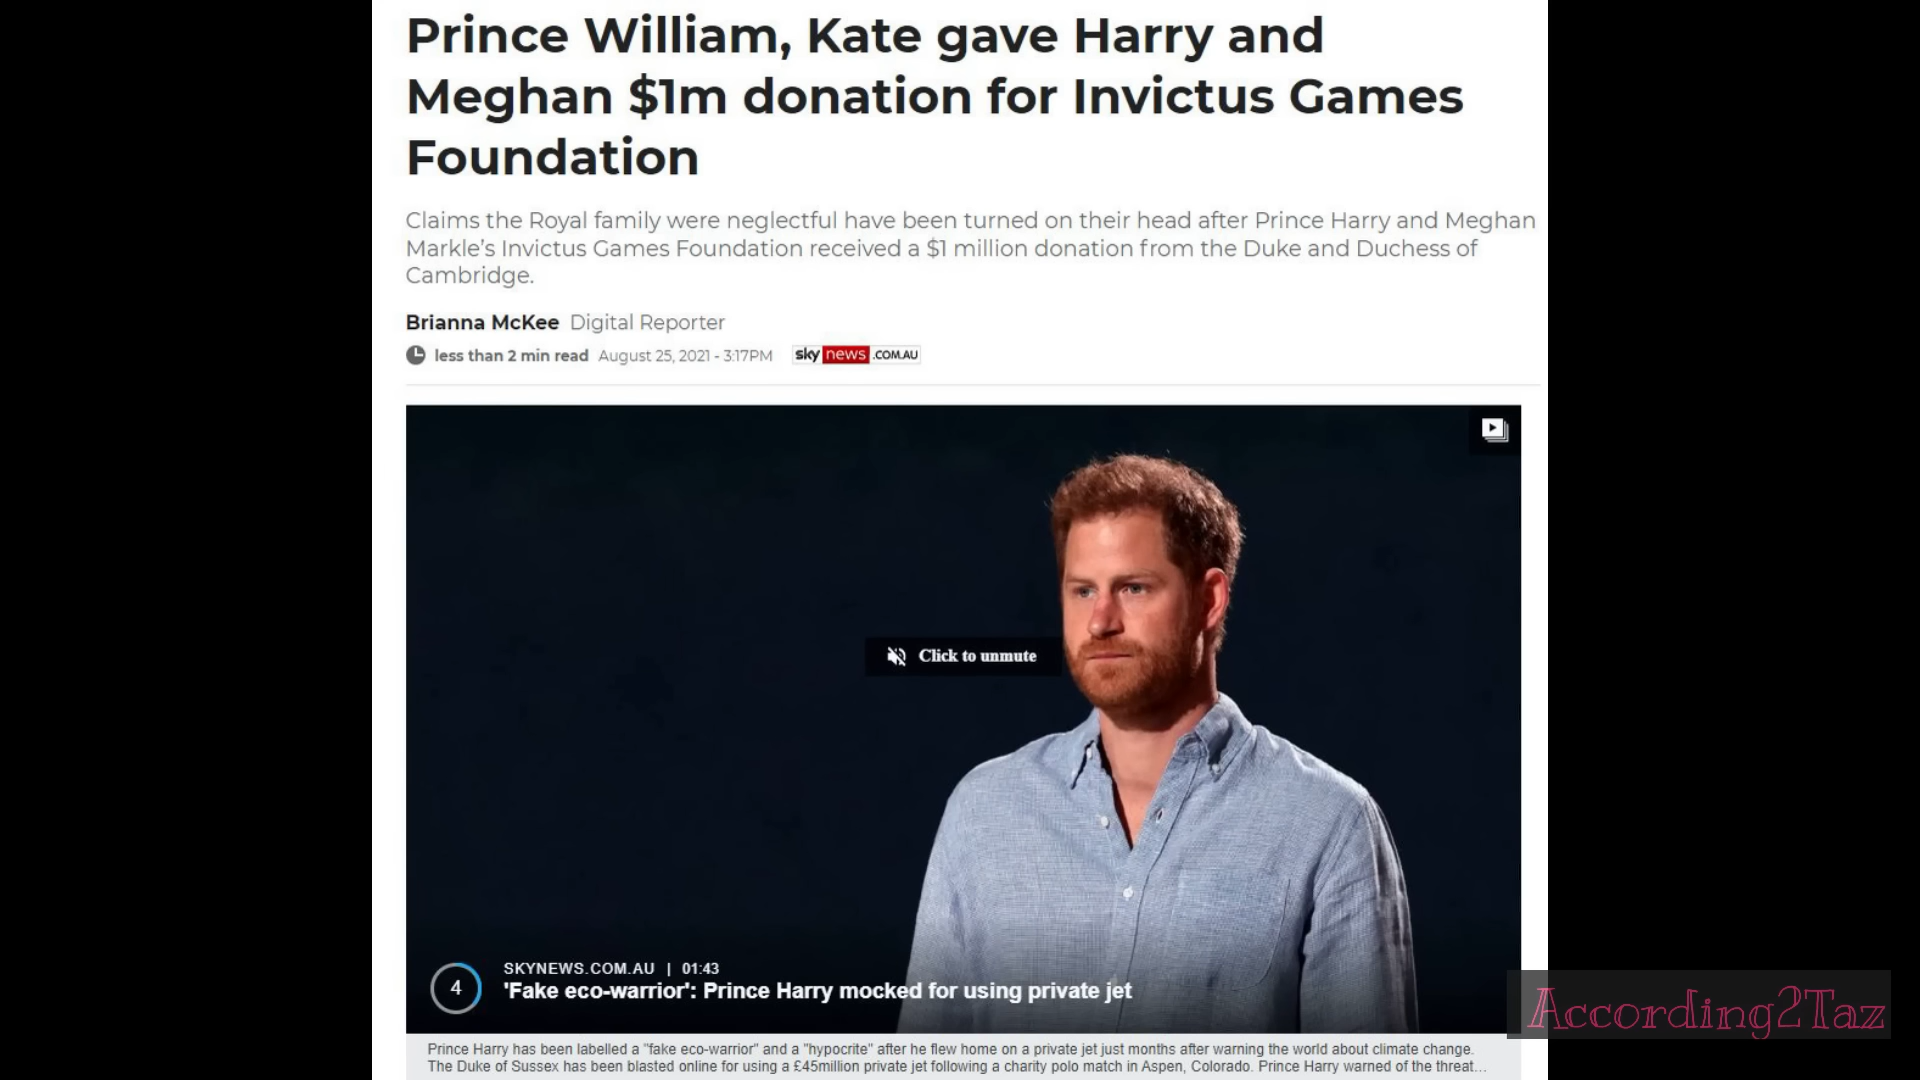 Prince William, Kate gave Harry and
Meghan $1m donation for Invictus Games
Foundation
Claims the Royal family were neglectful have been turned on their head after Prince Harry and Meghan
Markle’s Invictus Games Foundation received a $1 million donation from the Duke and Duchess of
Cambridge.
Brianna McKee Digital Reporter
less than 2 min read August 25, 2021 - 3:17PM sky news .COM.AU
Click to unmute
SKYNEWS.COM.AU | 01:43
4 'Fake eco-warrior': Prince Harry mocked for using private jet
According2Taz
Prince Harry has been labelled a "fake eco-warrior" and a "hypocrite" after he flew home on a private jet just months after warning the world about climate change.
The Duke of Sussex has been blasted online for using a £45million private jet following a charity polo match in Aspen, Colorado. Prince Harry warned of the threat...